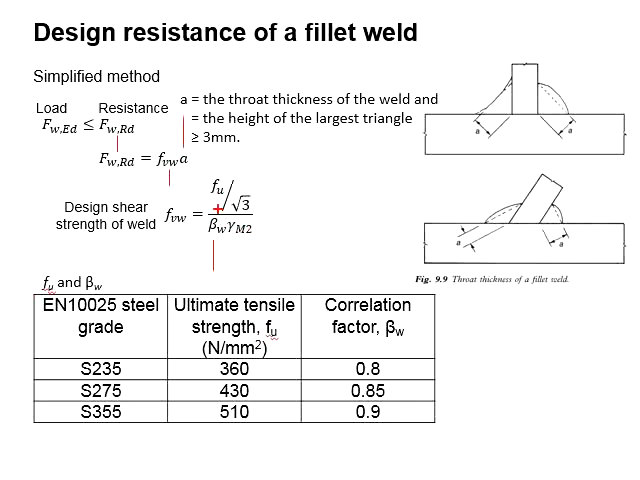 Design resistance of a fillet weld
Simplified method
Load Resistance
F_w,Ed ≤ F_w,Rd
a = the throat thickness of the weld and
= the height of the largest triangle
≥ 3mm.
F_w,Rd = f_vw a
Design shear
strength of weld
f_vw = (f_u/√3)/(β_w γ_M2)
a a
a a
Fig. 9.9 Throat thickness of a fillet weld.
f_u and β_w
EN10025 steel grade | Ultimate tensile strength, f_u (N/mm²) | Correlation factor, β_w
S235 360 0.8
S275 430 0.85
S355 510 0.9